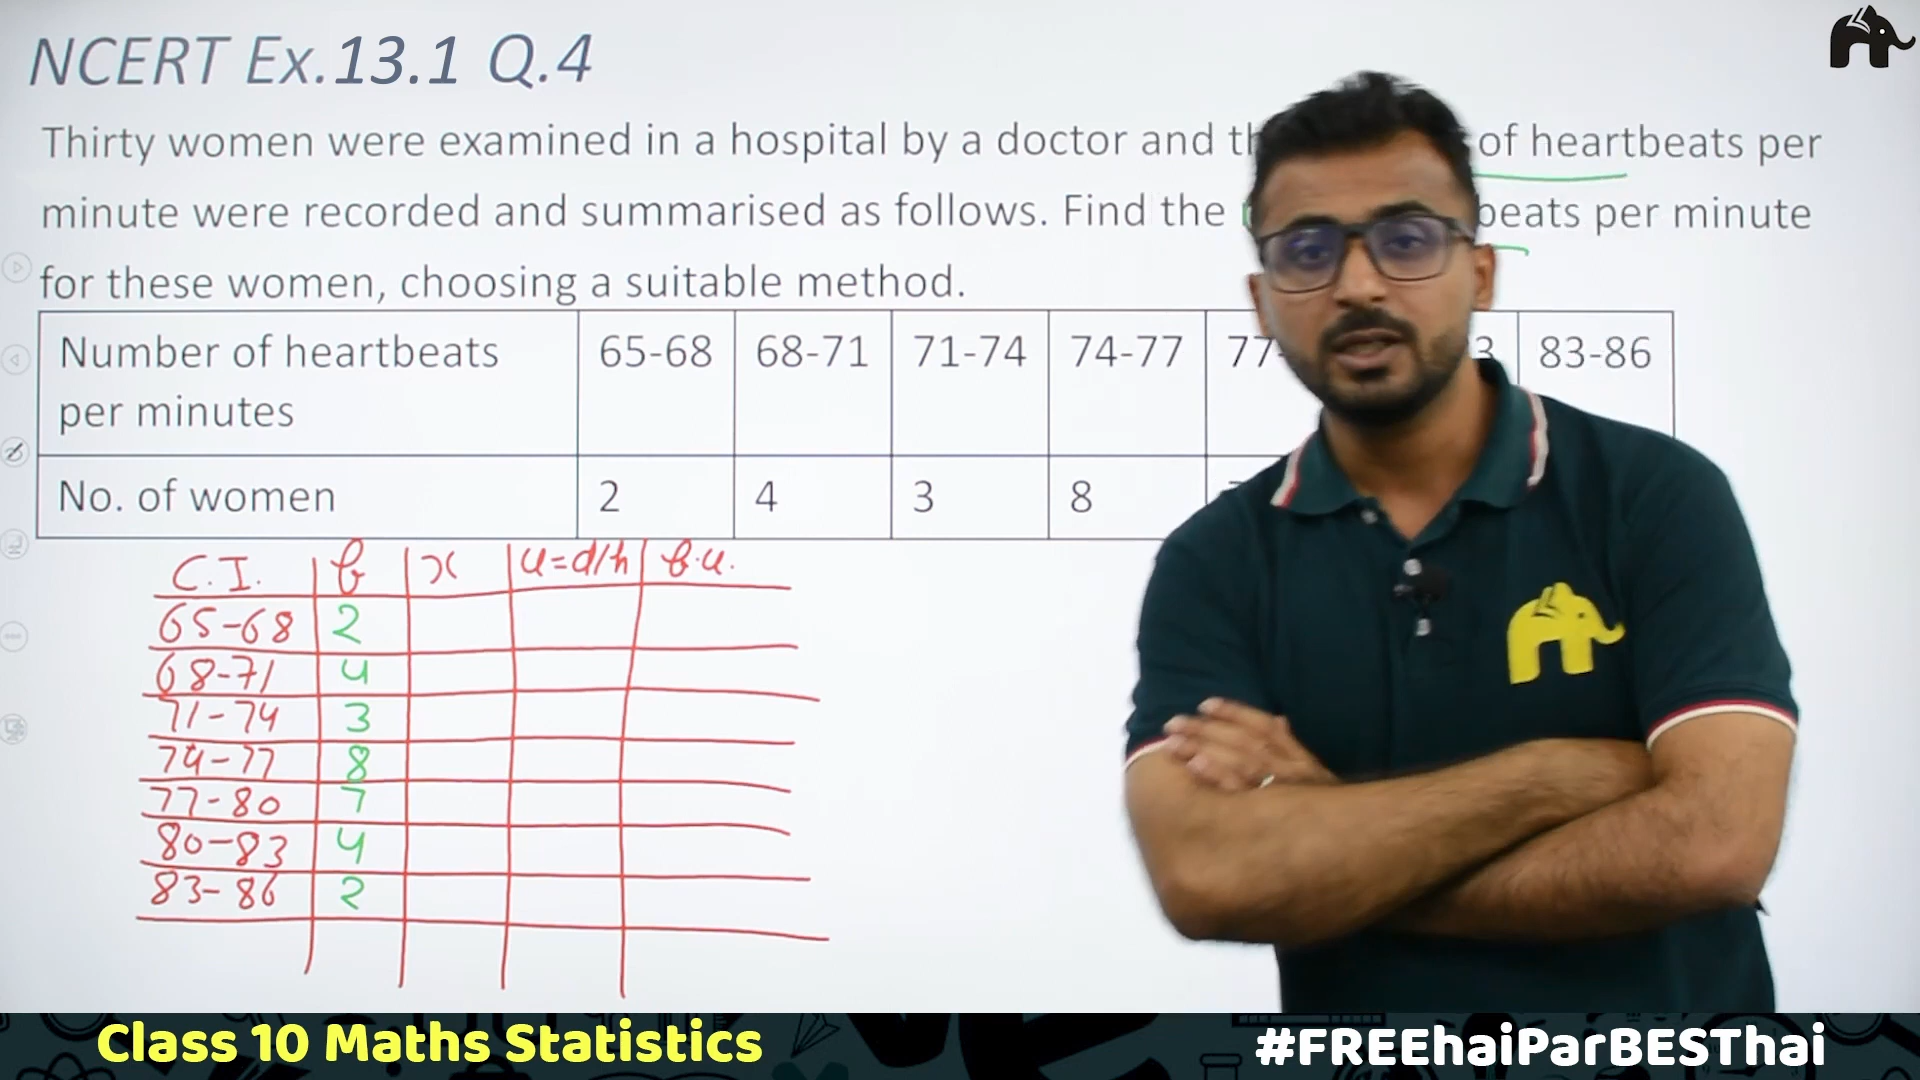 NCERT Ex.13.1 Q.4
Thirty women were examined in a hospital by a doctor and of heartbeats per
minute were recorded and summarised as follows. Find the beats per minute
for these women, choosing a suitable method.
Number of heartbeats per minutes 65-68 68-71 71-74 74-77 77- 3 83-86
No. of women 2 4 3 8
C.I. f x u=d/h f.u.
65-68 2
68-71 4
71-74 3
74-77 8
77-80 7
80-83 4
83-86 2
Class 10 Maths Statistics
#FREEhaiParBESThai